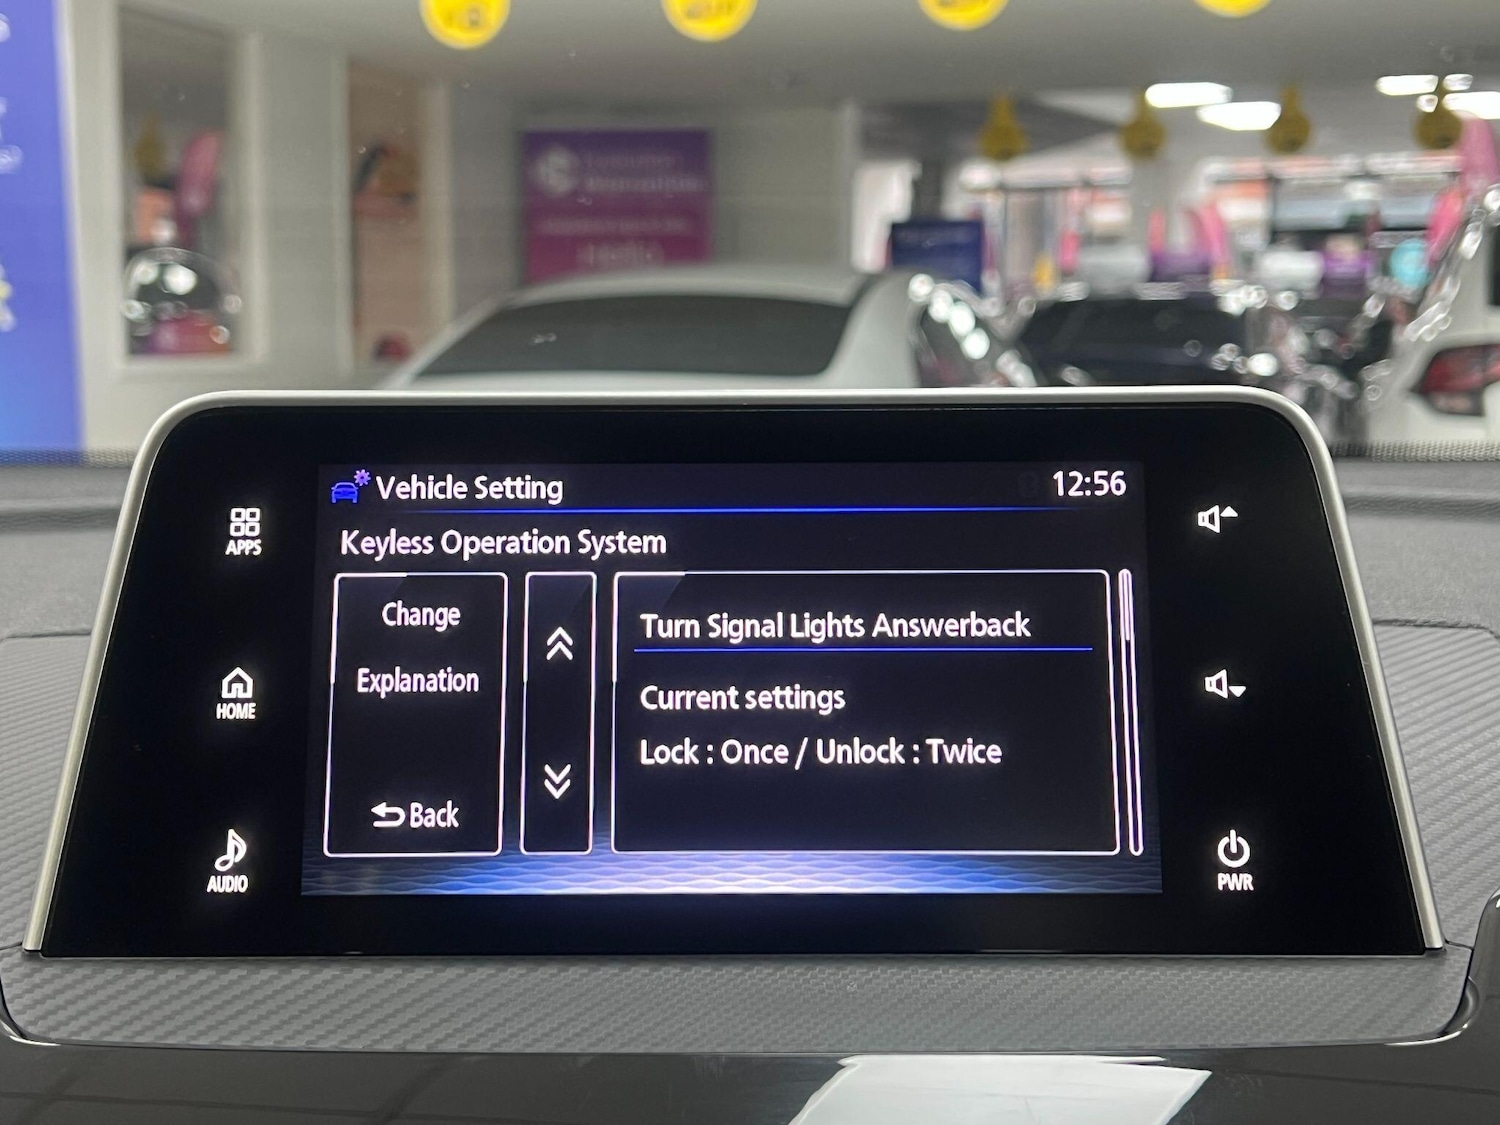 Vehicle Setting
12:56
Keyless Operation System
Change
Explanation
Back
Turn Signal Lights Answerback
Current settings
Lock : Once / Unlock : Twice
APPS
HOME
AUDIO
PWR
Hello